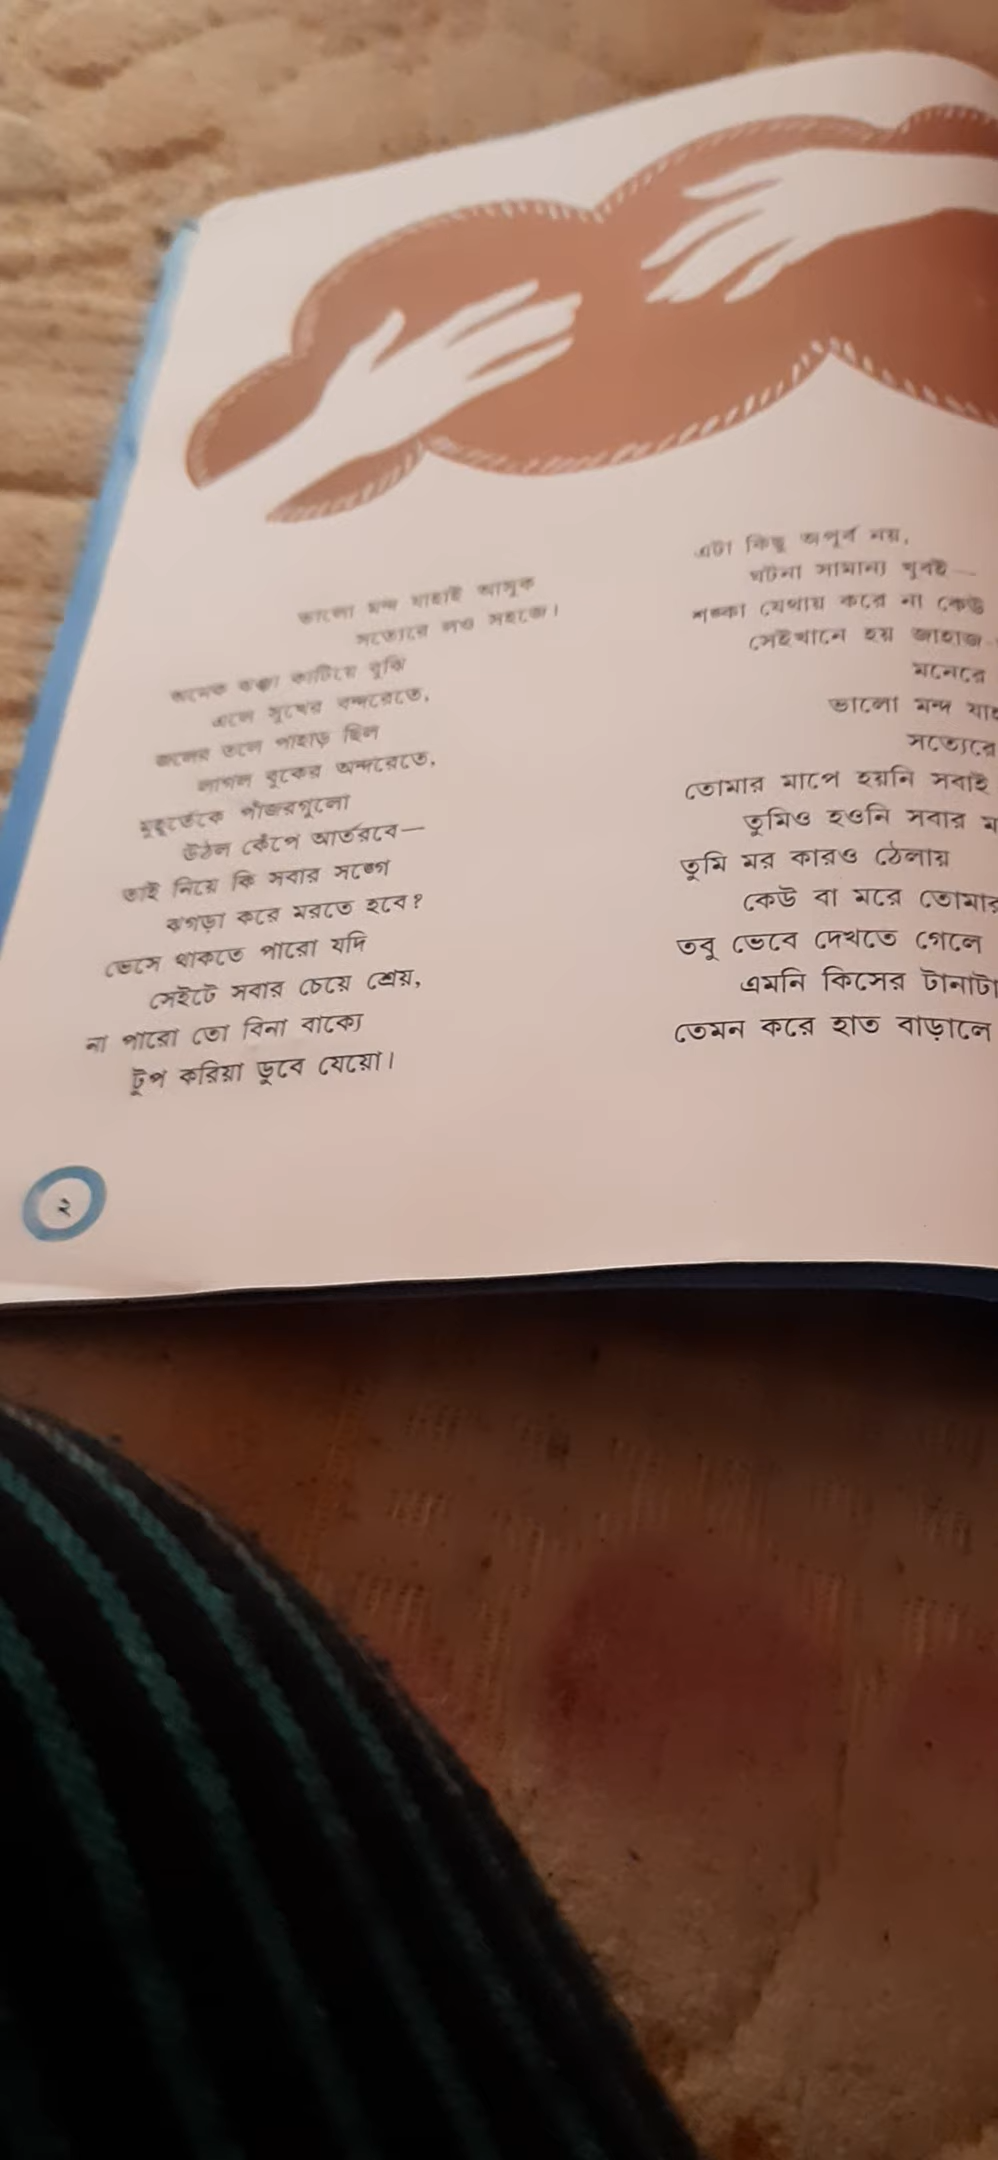 ভালো মন্দ যাহাই আসুক
সত্যেরে লও সহজে।
অনেক ঝঞ্ঝা কাটিয়ে বুঝি
এলে সুখের বন্দরেতে,
জলের তলে পাহাড় ছিল
লাগল বুকের অন্দরেতে,
মুহূর্তেকে পাঁজরগুলো
উঠল কেঁপে আর্তরবে—
তাই নিয়ে কি সবার সঙ্গে
ঝগড়া করে মরতে হবে?
ভেসে থাকতে পারো যদি
সেইটে সবার চেয়ে শ্রেয়,
না পারো তো বিনা বাক্যে
টুপ করিয়া ডুবে যেয়ো।
এটা কিছু অপূর্ব নয়,
ঘটনা সামান্য খুবই—
শঙ্কা যেথায় করে না কেউ
সেইখানে হয় জাহাজ-
মনেরে
ভালো মন্দ যাহ
সত্যেরে
তোমার মাপে হয়নি সবাই
তুমিও হওনি সবার ম
তুমি মর কারও ঠেলায়
কেউ বা মরে তোমার
তবু ভেবে দেখতে গেলে
এমনি কিসের টানাটা
তেমন করে হাত বাড়ালে
২